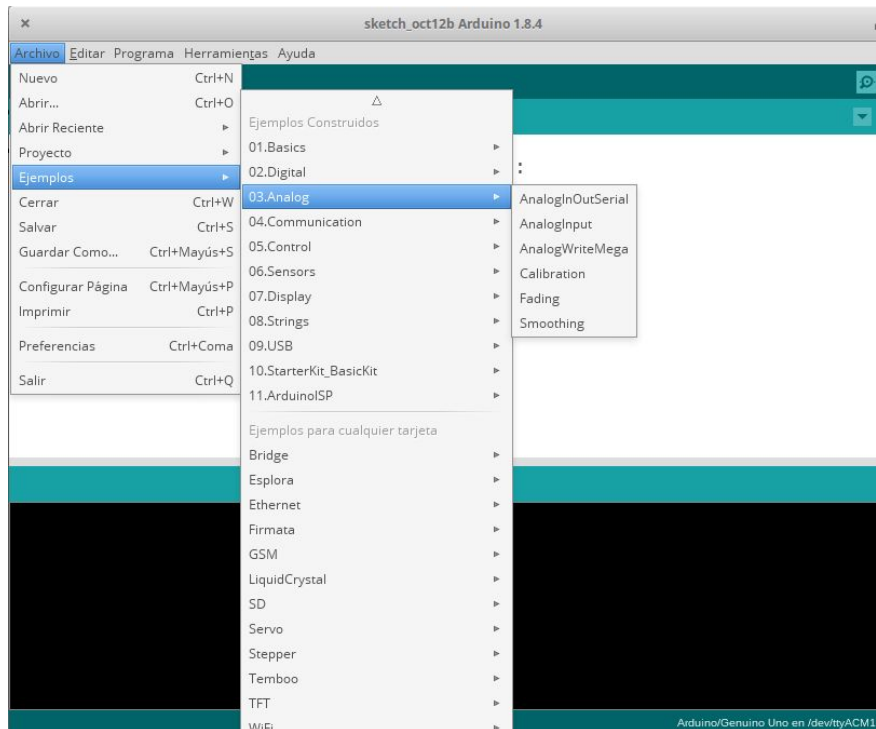 sketch_oct12b Arduino 1.8.4
Archivo Editar Programa Herramientas Ayuda
Nuevo Ctrl+N
Abrir... Ctrl+O
Abrir Reciente
Proyecto
Ejemplos
Cerrar Ctrl+W
Salvar Ctrl+S
Guardar Como... Ctrl+Mayús+S
Configurar Página Ctrl+Mayús+P
Imprimir Ctrl+P
Preferencias Ctrl+Coma
Salir Ctrl+Q
Ejemplos Construidos
01.Basics
02.Digital
03.Analog
04.Communication
05.Control
06.Sensors
07.Display
08.Strings
09.USB
10.StarterKit_BasicKit
11.ArduinoISP
Ejemplos para cualquier tarjeta
Bridge
Esplora
Ethernet
Firmata
GSM
LiquidCrystal
SD
Servo
Stepper
Temboo
TFT
WiFi
:
AnalogInOutSerial
AnalogInput
AnalogWriteMega
Calibration
Fading
Smoothing
Arduino/Genuino Uno en /dev/ttyACM1